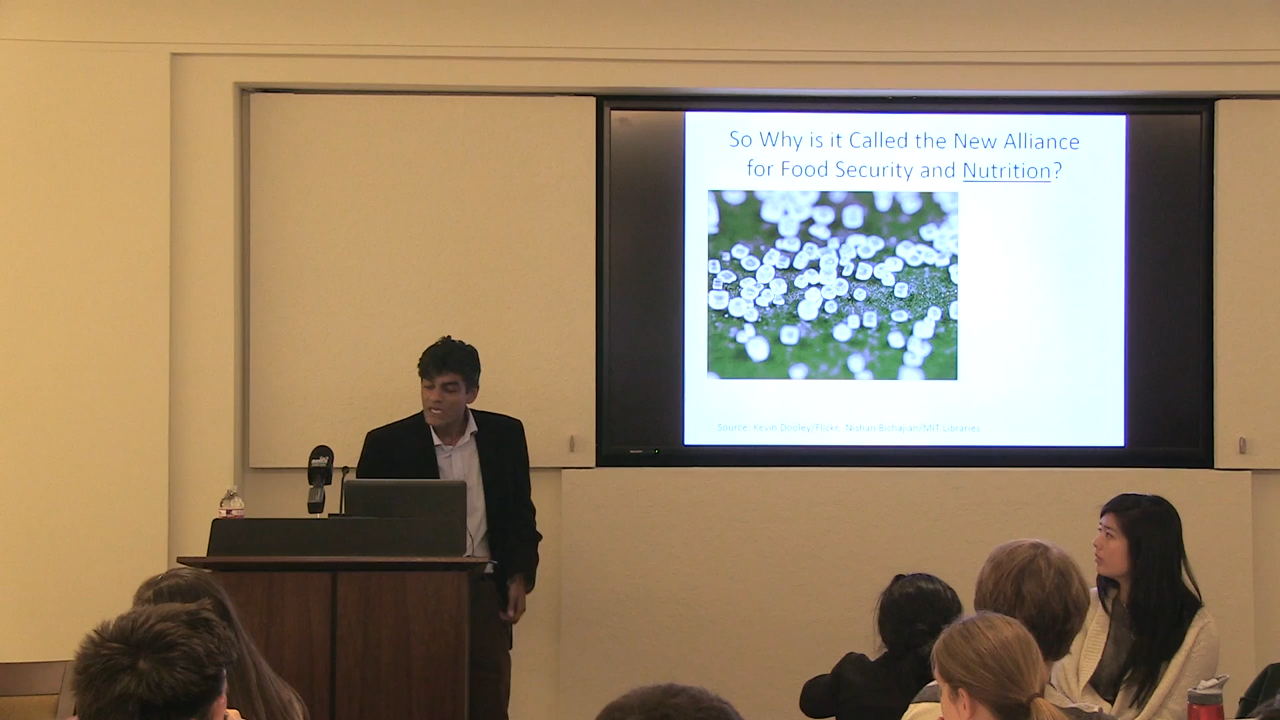 So Why is it Called the New Alliance
for Food Security and Nutrition?
Source: Kevin Dooley/Flickr, Nishan Bichajian/MIT Libraries